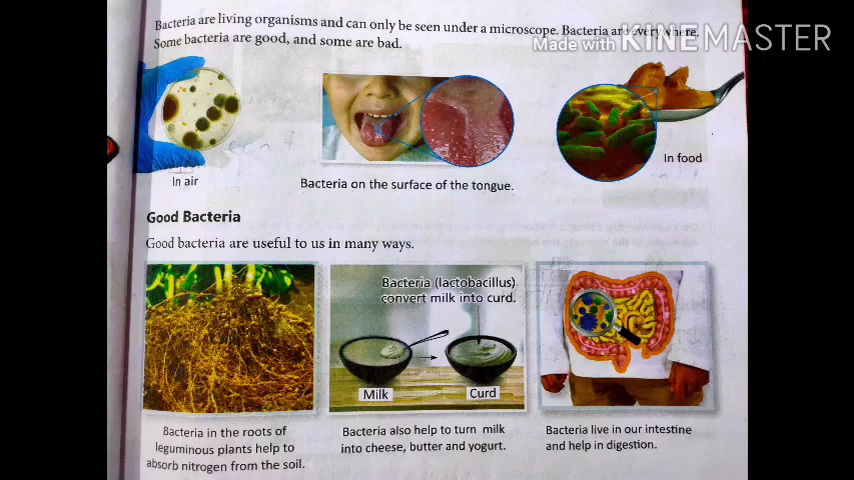 Bacteria are living organisms and can only be seen under a microscope. Bacteria are everywhere.
Some bacteria are good, and some are bad.
Made with KINEMASTER
In air
Bacteria on the surface of the tongue.
In food
Good Bacteria
Good bacteria are useful to us in many ways.
Bacteria (lactobacillus)
convert milk into curd.
Milk
Curd
Bacteria in the roots of
leguminous plants help to
absorb nitrogen from the soil.
Bacteria also help to turn milk
into cheese, butter and yogurt.
Bacteria live in our intestine
and help in digestion.